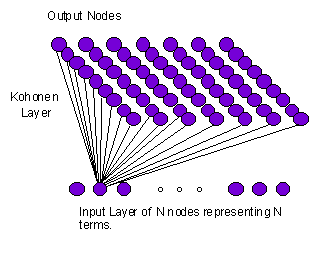 Output Nodes
Kohonen
Layer
Input Layer of N nodes representing N
terms.